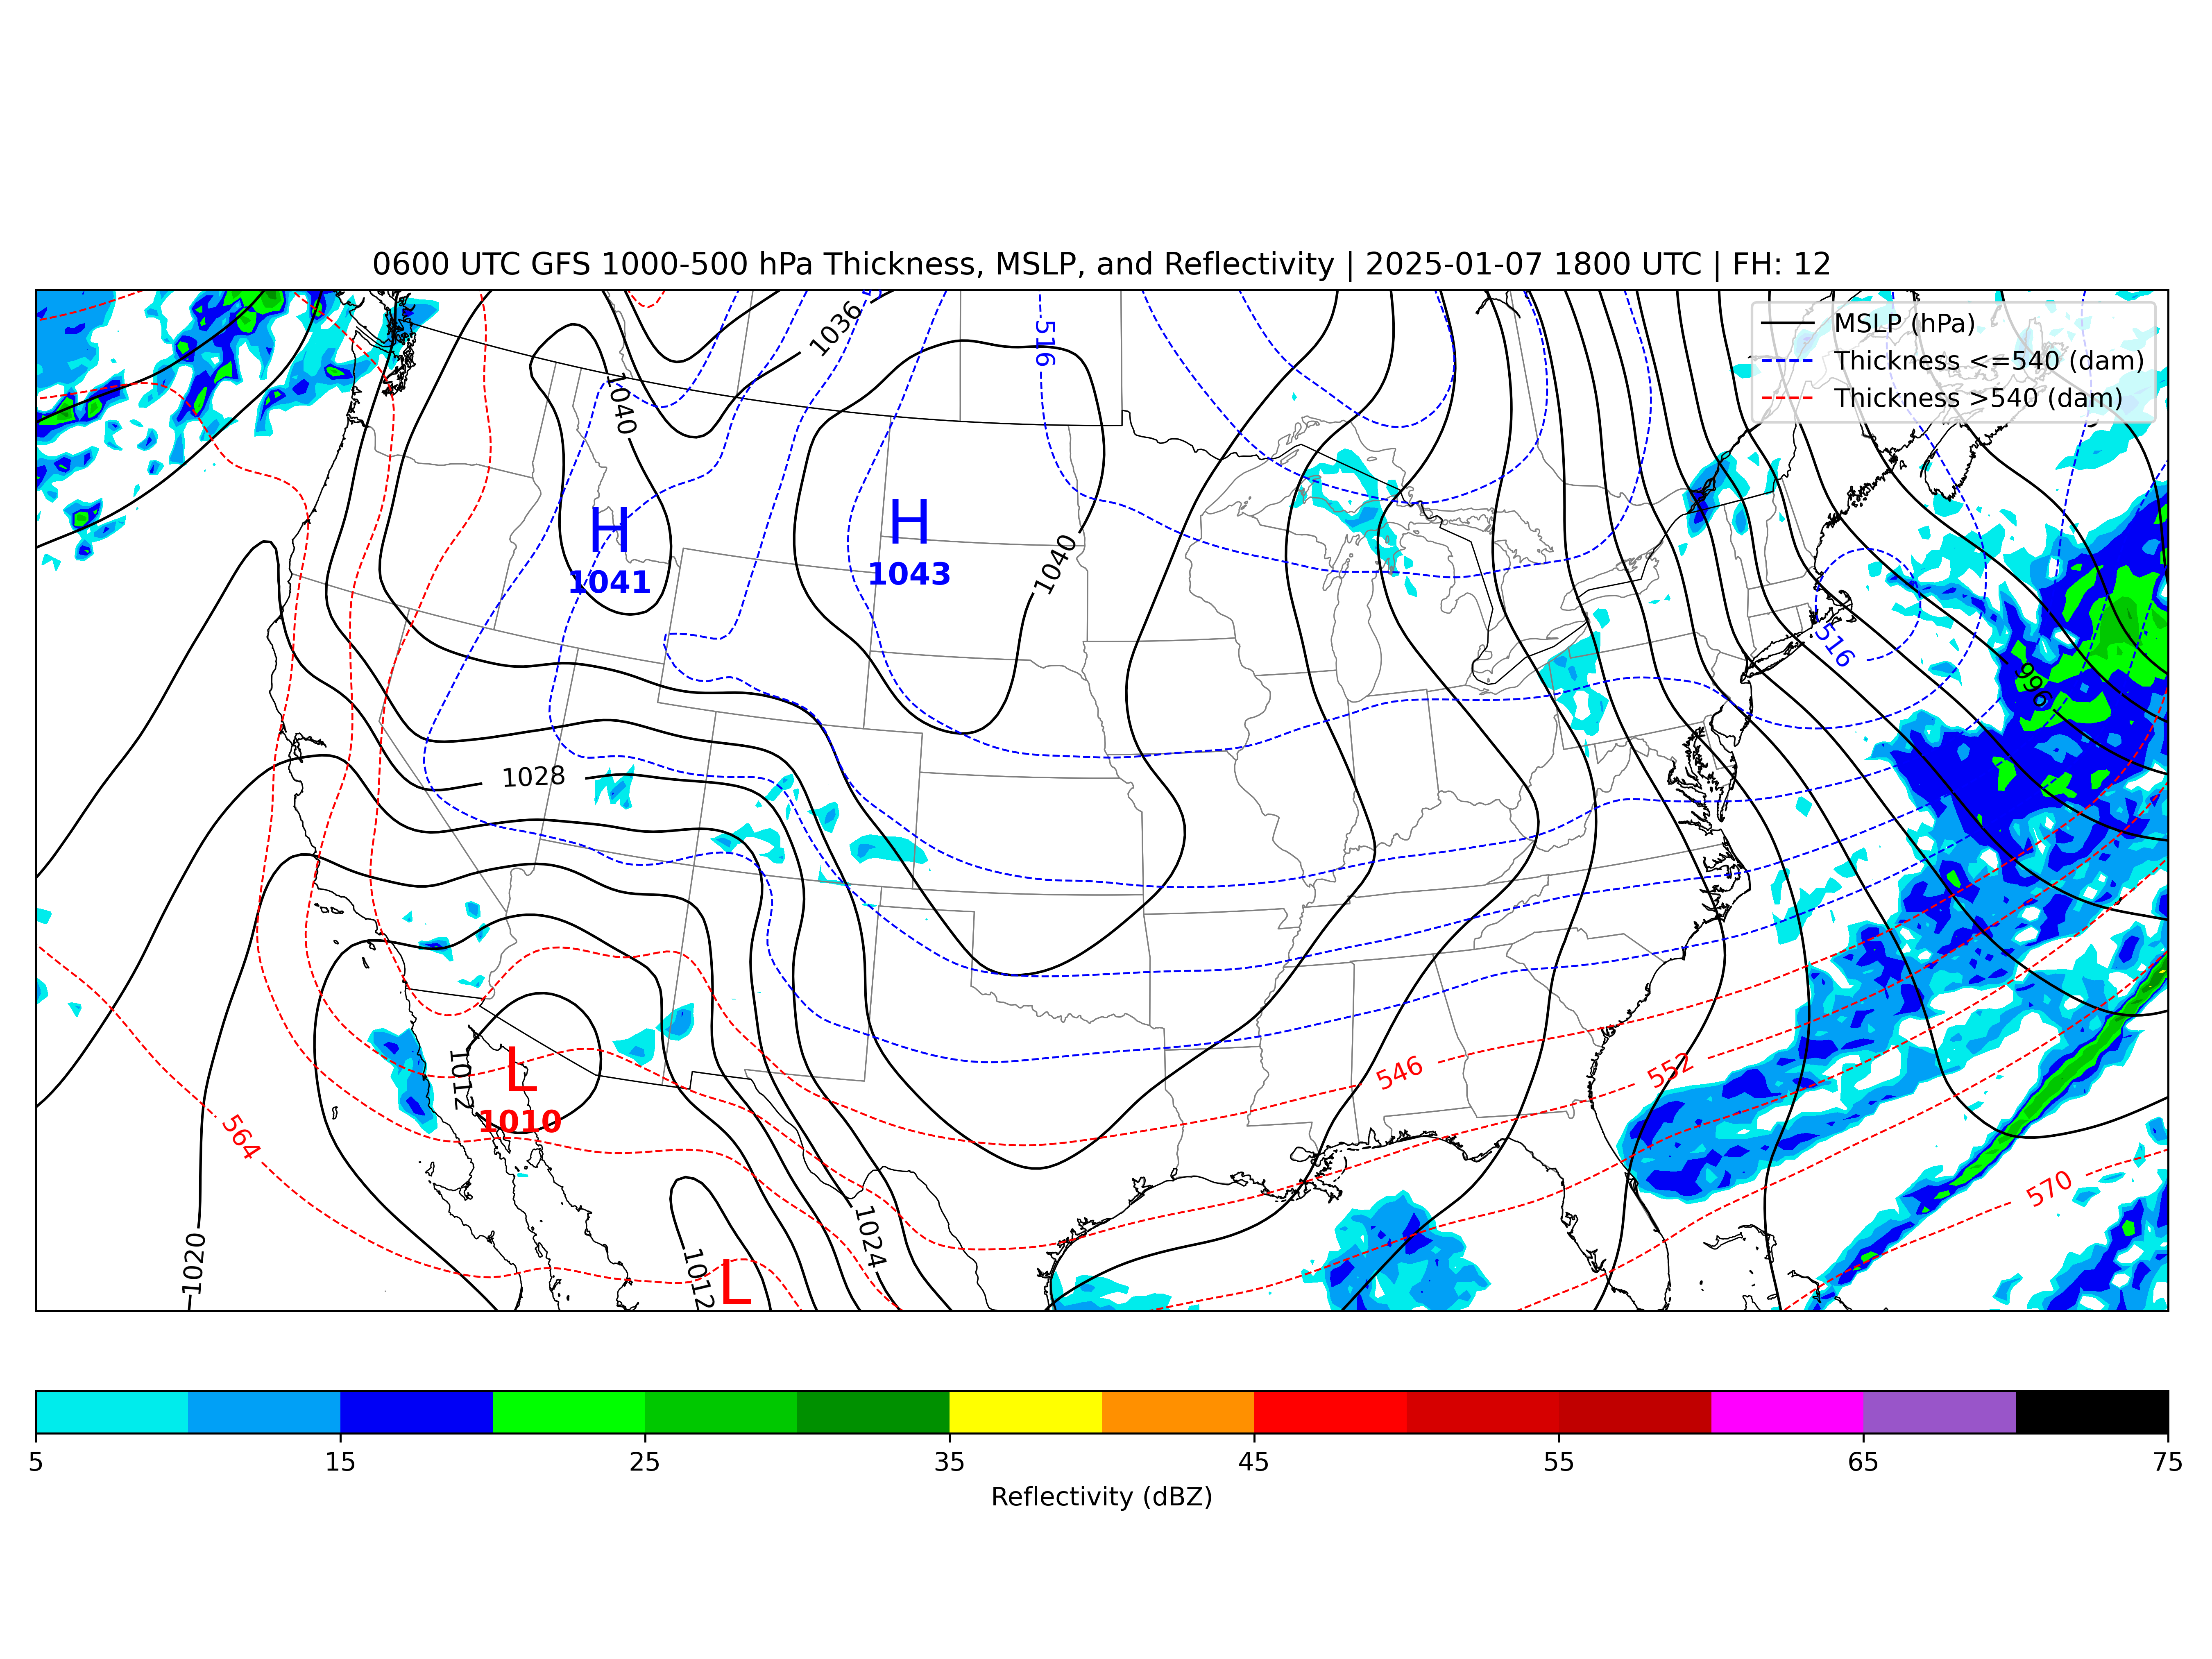 0600 UTC GFS 1000-500 hPa Thickness, MSLP, and Reflectivity | 2025-01-07 1800 UTC | FH: 12
MSLP (hPa)
Thickness <=540 (dam)
Thickness >540 (dam)
1036
516
1040
H
1041
H
1043
1040
516
996
1028
1012
L
1010
546
552
564
570
1020
1012
L
1024
5 15 25 35 45 55 65 75
Reflectivity (dBZ)